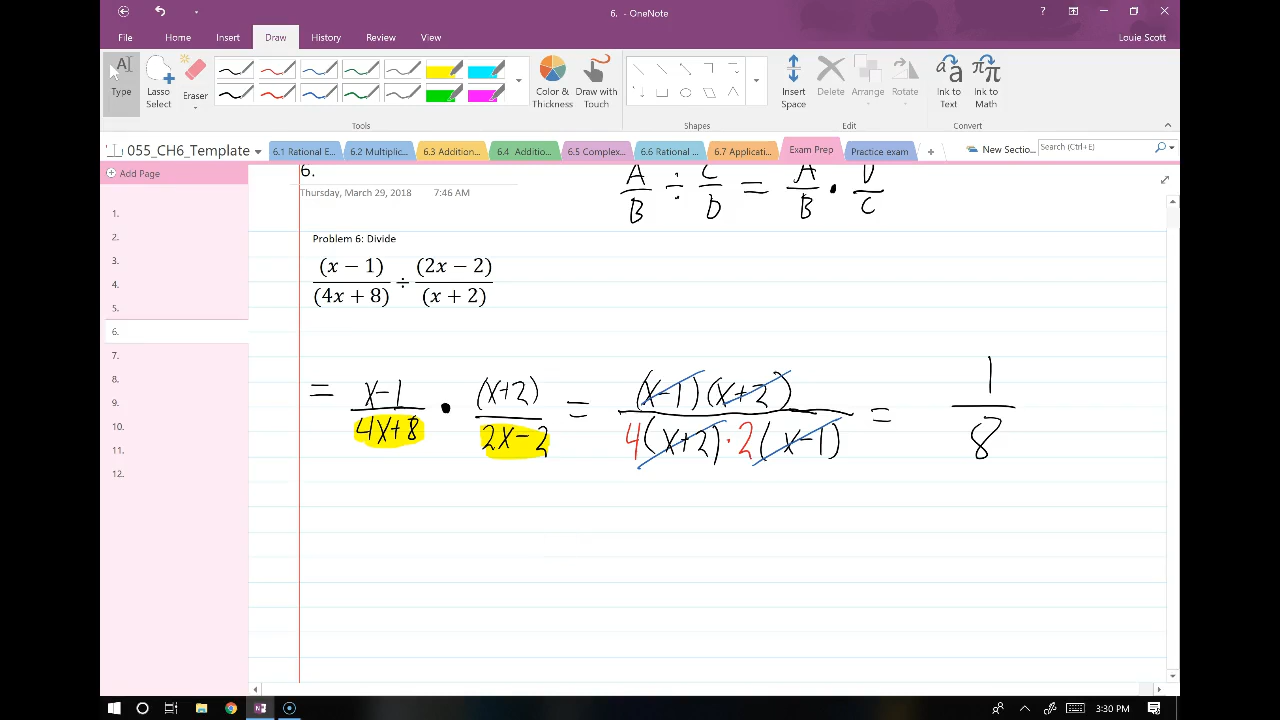 6. - OneNote
?
Louie Scott
File Home Insert Draw History Review View
Type
Lasso Select
Eraser
Color & Thickness
Draw with Touch
Insert Space
Delete
Arrange
Rotate
Ink to Text
Ink to Math
Tools
Shapes
Edit
Convert
055_CH6_Template
6.1 Rational E...
6.2 Multiplic...
6.3 Addition...
6.4 Additio...
6.5 Complex...
6.6 Rational ...
6.7 Applicati...
Exam Prep
Practice exam
+
New Sectio...
Search (Ctrl+E)
Add Page
1.
2.
3.
4.
5.
6.
7.
8.
9.
10.
11.
12.
6.
Thursday, March 29, 2018 7:46 AM
A/B ÷ C/D = A/B • D/C
Problem 6: Divide
(x − 1)/(4x + 8) ÷ (2x − 2)/(x + 2)
= x-1/4x+8 • (x+2)/2x-2 = (x-1)(x+2)/4(x+2)·2(x-1) = 1/8
3:30 PM